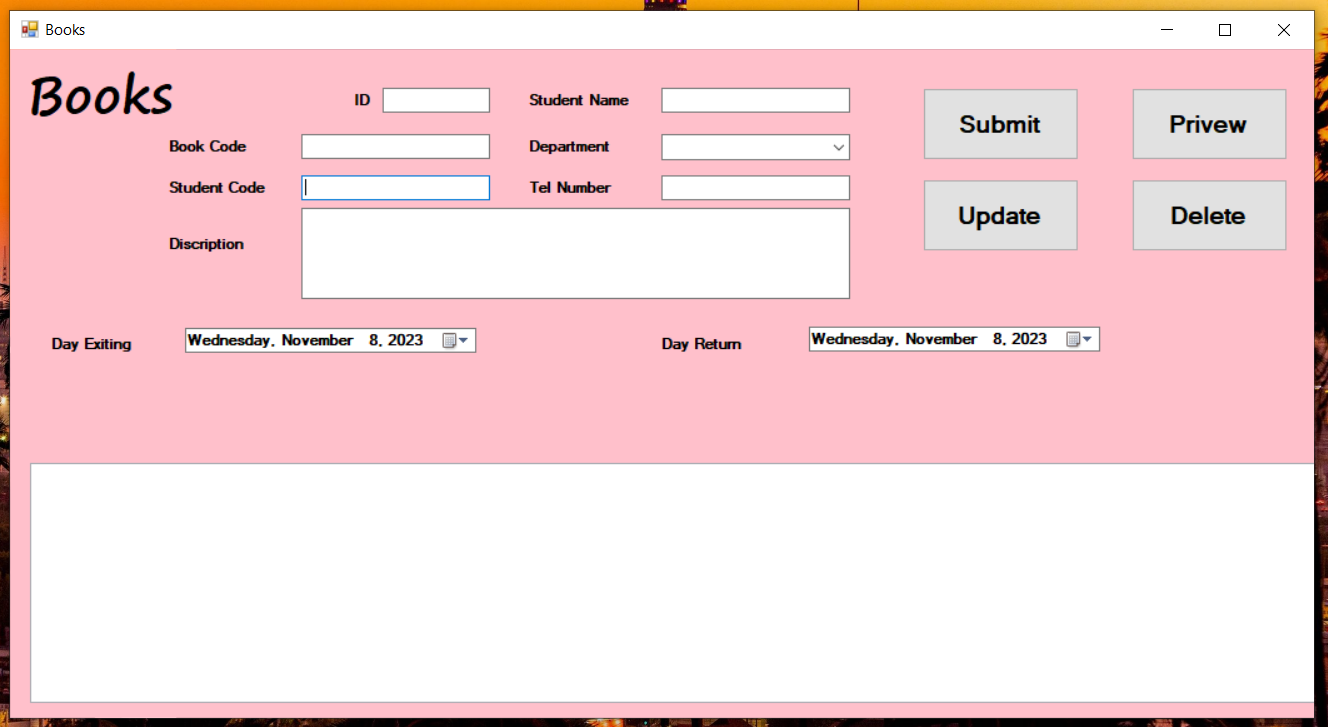 Books
Books
ID
Student Name
Submit
Privew
Book Code
Department
Student Code
Tel Number
Update
Delete
Discription
Day Exiting
Wednesday, November 8, 2023
Day Return
Wednesday, November 8, 2023